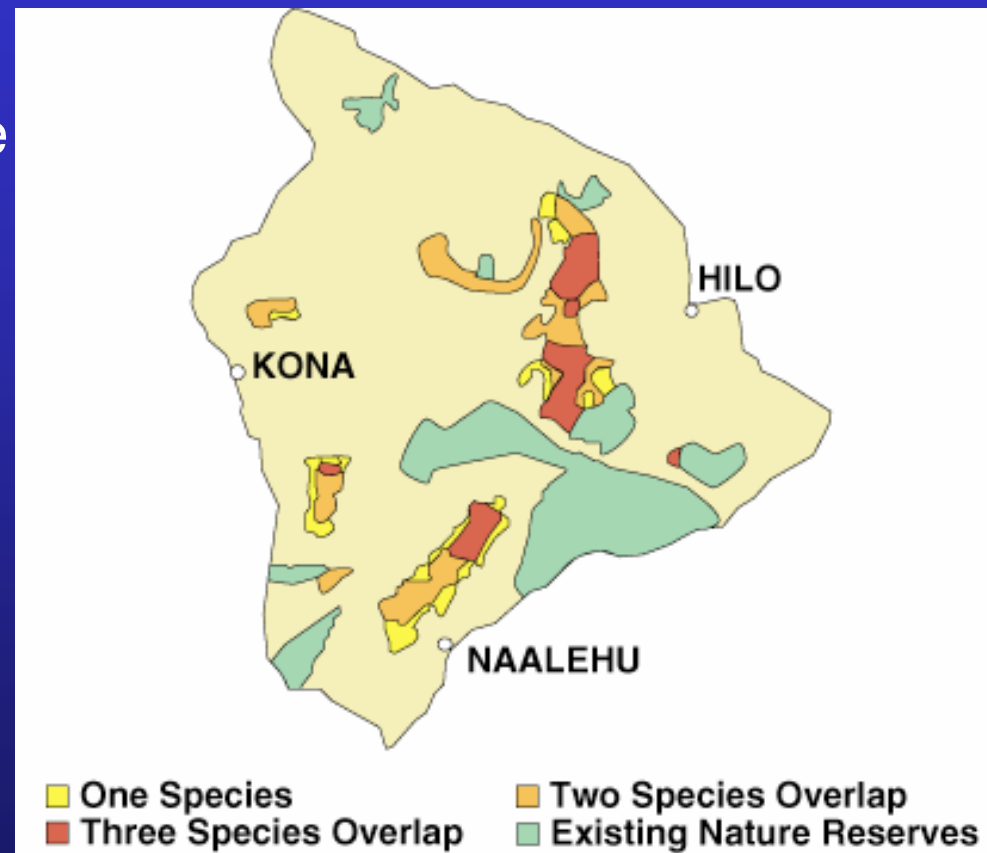 e
HILO
KONA
NAALEHU
One Species
Two Species Overlap
Three Species Overlap
Existing Nature Reserves